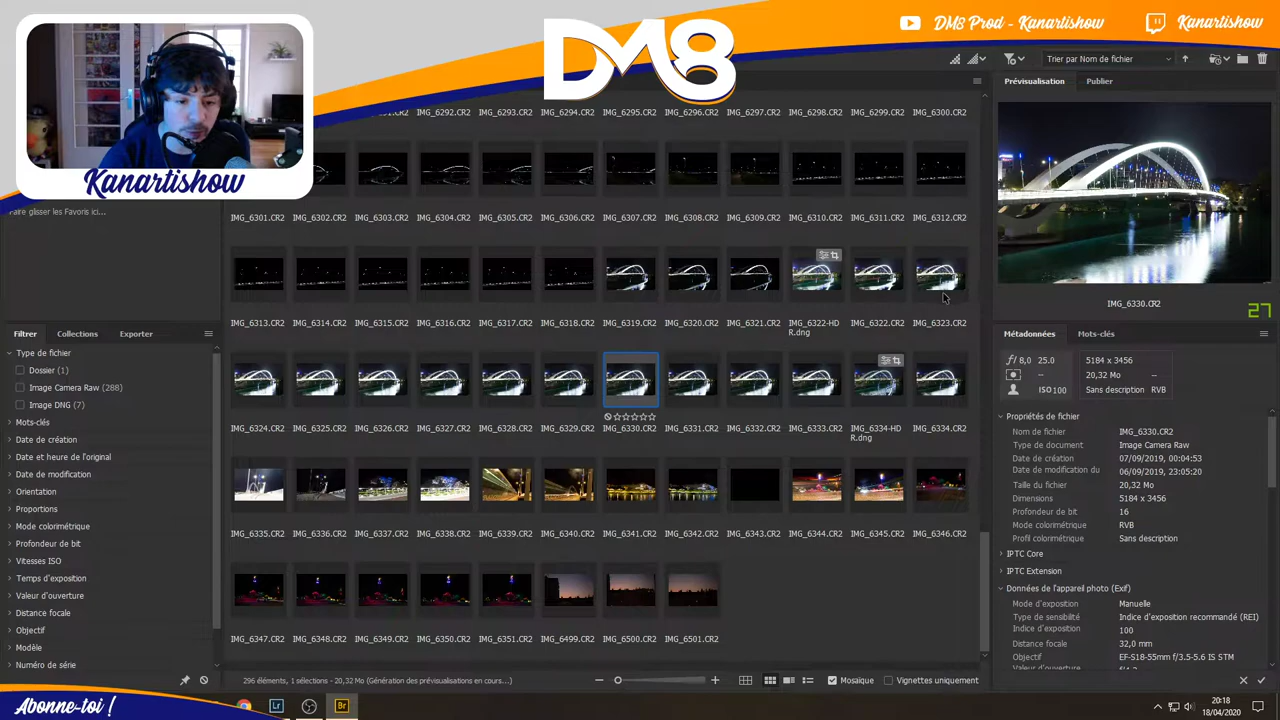 DM8
DM8 Prod - Kanartishow
Kanartishow
Kanartishow
Trier par Nom de fichier
Prévisualisation
Publier
IMG_6292.CR2
IMG_6293.CR2
IMG_6294.CR2
IMG_6295.CR2
IMG_6296.CR2
IMG_6297.CR2
IMG_6298.CR2
IMG_6299.CR2
IMG_6300.CR2
Faire glisser les Favoris ici...
IMG_6301.CR2
IMG_6302.CR2
IMG_6303.CR2
IMG_6304.CR2
IMG_6305.CR2
IMG_6306.CR2
IMG_6307.CR2
IMG_6308.CR2
IMG_6309.CR2
IMG_6310.CR2
IMG_6311.CR2
IMG_6312.CR2
IMG_6313.CR2
IMG_6314.CR2
IMG_6315.CR2
IMG_6316.CR2
IMG_6317.CR2
IMG_6318.CR2
IMG_6319.CR2
IMG_6320.CR2
IMG_6321.CR2
IMG_6322-HD
R.dng
IMG_6322.CR2
IMG_6323.CR2
IMG_6324.CR2
IMG_6325.CR2
IMG_6326.CR2
IMG_6327.CR2
IMG_6328.CR2
IMG_6329.CR2
IMG_6330.CR2
IMG_6331.CR2
IMG_6332.CR2
IMG_6333.CR2
IMG_6334-HD
R.dng
IMG_6334.CR2
IMG_6335.CR2
IMG_6336.CR2
IMG_6337.CR2
IMG_6338.CR2
IMG_6339.CR2
IMG_6340.CR2
IMG_6341.CR2
IMG_6342.CR2
IMG_6343.CR2
IMG_6344.CR2
IMG_6345.CR2
IMG_6346.CR2
IMG_6347.CR2
IMG_6348.CR2
IMG_6349.CR2
IMG_6350.CR2
IMG_6351.CR2
IMG_6499.CR2
IMG_6500.CR2
IMG_6501.CR2
Filtrer
Collections
Exporter
Type de fichier
Dossier (1)
Image Camera Raw (288)
Image DNG (7)
Mots-clés
Date de création
Date et heure de l'original
Date de modification
Orientation
Proportions
Mode colorimétrique
Profondeur de bit
Vitesses ISO
Temps d'exposition
Valeur d'ouverture
Distance focale
Objectif
Modèle
Numéro de série
IMG_6330.CR2
27
Métadonnées
Mots-clés
f/ 8,0 25.0
--
ISO100
5184 x 3456
20,32 Mo --
Sans description RVB
Propriétés de fichier
Nom de fichier IMG_6330.CR2
Type de document Image Camera Raw
Date de création 07/09/2019, 00:04:53
Date de modification du 06/09/2019, 23:05:20
Taille du fichier 20,32 Mo
Dimensions 5184 x 3456
Profondeur de bit 16
Mode colorimétrique RVB
Profil colorimétrique Sans description
IPTC Core
IPTC Extension
Données de l'appareil photo (Exif)
Mode d'exposition Manuelle
Type de sensibilité Indice d'exposition recommandé (REI)
Indice d'exposition 100
Distance focale 32,0 mm
Objectif EF-S18-55mm f/3.5-5.6 IS STM
296 éléments, 1 sélections - 20,32 Mo (Génération des prévisualisations en cours...)
Mosaïque
Vignettes uniquement
Abonne-toi !
Lr
Br
20:18
18/04/2020